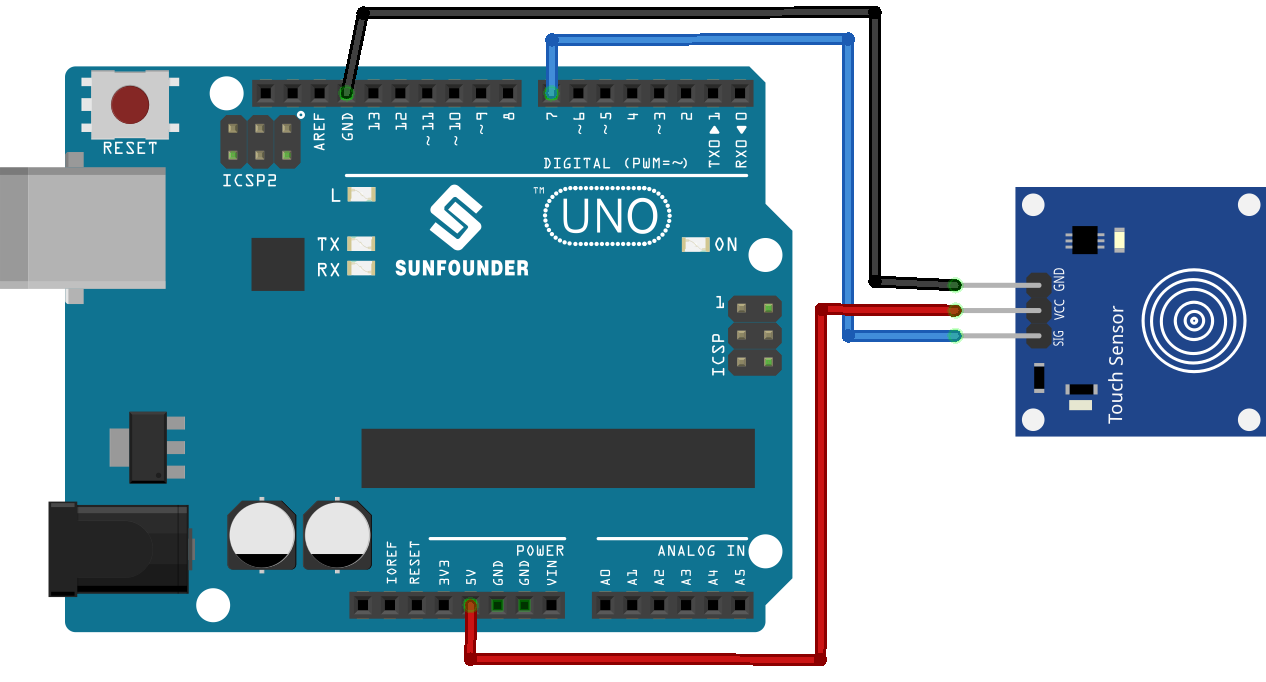 RESET
ICSP2
AREF
GND
13
12
~11
~10
~9
8
7
~6
~5
4
~3
2
TX0▶1
RX0◀0
DIGITAL (PWM=~)
L
TX
RX
SUNFOUNDER
™
UNO
ON
1
ICSP
GND
VCC
SIG
Touch Sensor
POWER
ANALOG IN
IOREF
RESET
3V3
5V
GND
GND
VIN
A0
A1
A2
A3
A4
A5